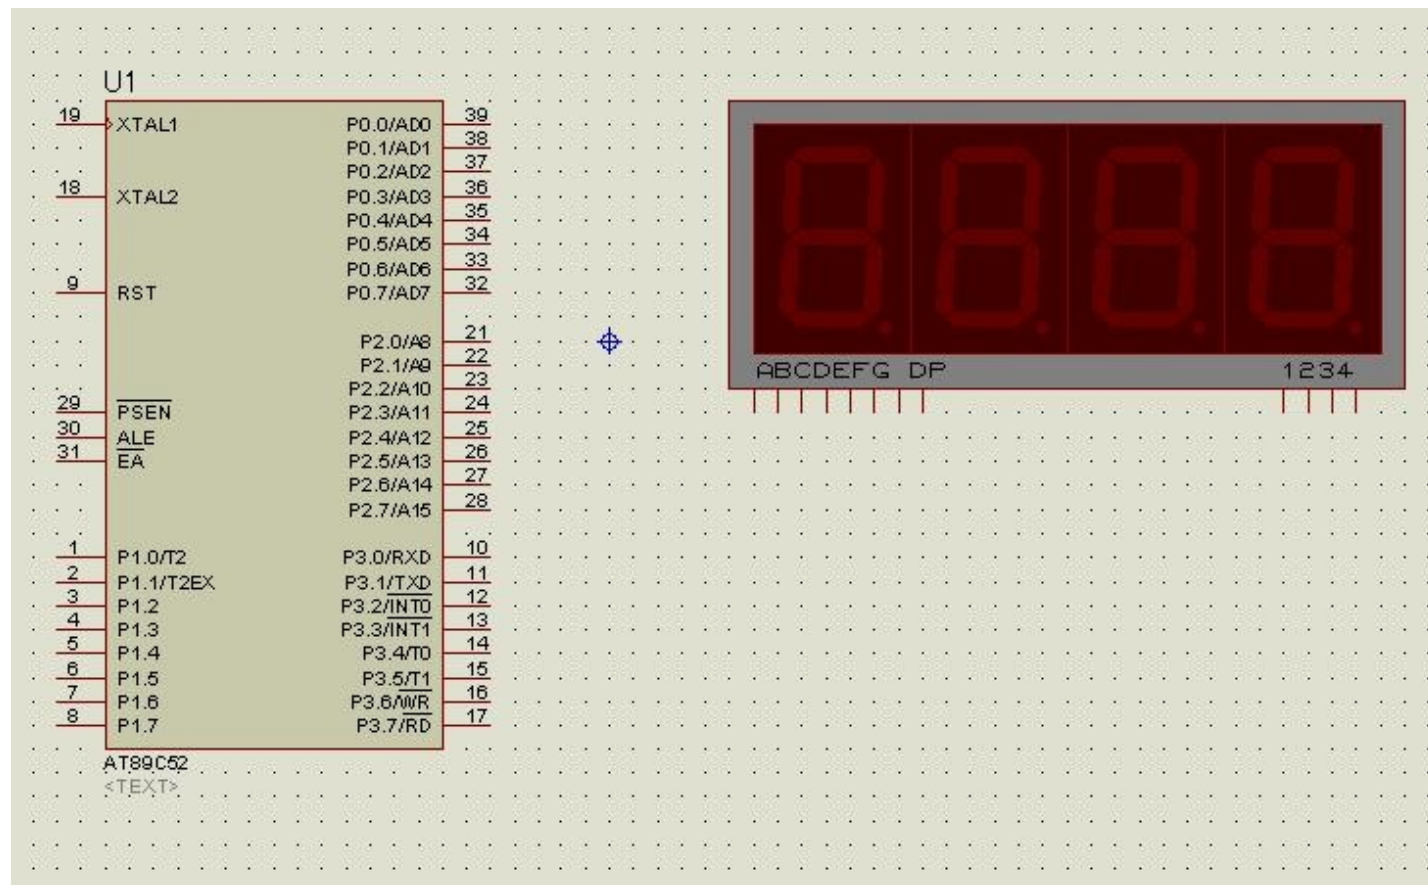 U1
19 XTAL1 P0.0/AD0 39
P0.1/AD1 38
P0.2/AD2 37
18 XTAL2 P0.3/AD3 36
P0.4/AD4 35
P0.5/AD5 34
P0.6/AD6 33
9 RST P0.7/AD7 32
P2.0/A8 21
P2.1/A9 22
P2.2/A10 23
29 PSEN P2.3/A11 24
30 ALE P2.4/A12 25
31 EA P2.5/A13 26
P2.6/A14 27
P2.7/A15 28
1 P1.0/T2 P3.0/RXD 10
2 P1.1/T2EX P3.1/TXD 11
3 P1.2 P3.2/INT0 12
4 P1.3 P3.3/INT1 13
5 P1.4 P3.4/T0 14
6 P1.5 P3.5/T1 15
7 P1.6 P3.6/WR 16
8 P1.7 P3.7/RD 17
AT89C52
<TEXT>
ABCDEFG DP 1234